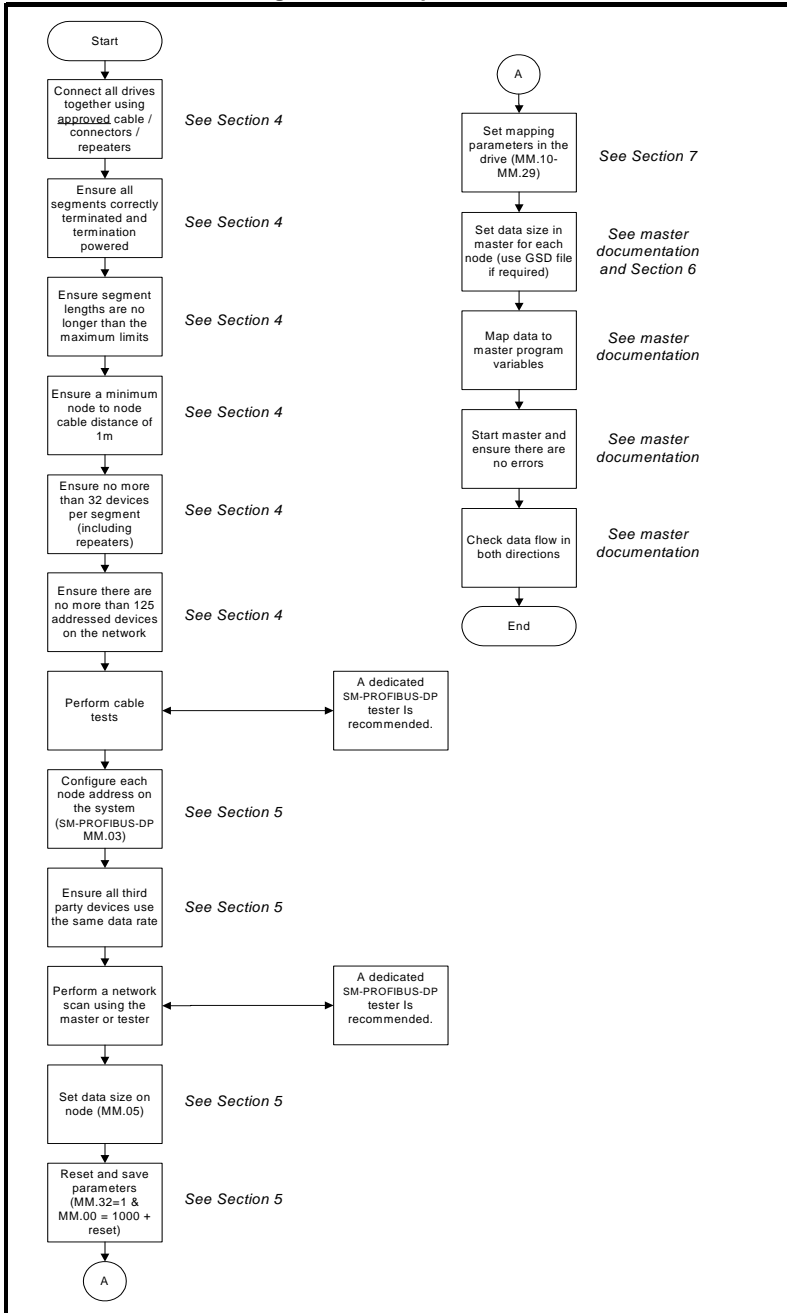 Start
Connect all drives
together using
approved cable /
connectors /
repeaters
See Section 4
Ensure all
segments correctly
terminated and
termination
powered
See Section 4
Ensure segment
lengths are no
longer than the
maximum limits
See Section 4
Ensure a minimum
node to node
cable distance of
1m
See Section 4
Ensure no more
than 32 devices
per segment
(including
repeaters)
See Section 4
Ensure there are
no more than 125
addressed devices
on the network
See Section 4
Perform cable
tests
A dedicated
SM-PROFIBUS-DP
tester Is
recommended.
Configure each
node address on
the system
(SM-PROFIBUS-DP
MM.03)
See Section 5
Ensure all third
party devices use
the same data rate
See Section 5
Perform a network
scan using the
master or tester
A dedicated
SM-PROFIBUS-DP
tester Is
recommended.
Set data size on
node (MM.05)
See Section 5
Reset and save
parameters
(MM.32=1 &
MM.00 = 1000 +
reset)
See Section 5
A
A
Set mapping
parameters in the
drive (MM.10-
MM.29)
See Section 7
Set data size in
master for each
node (use GSD file
if required)
See master
documentation
and Section 6
Map data to
master program
variables
See master
documentation
Start master and
ensure there are
no errors
See master
documentation
Check data flow in
both directions
See master
documentation
End